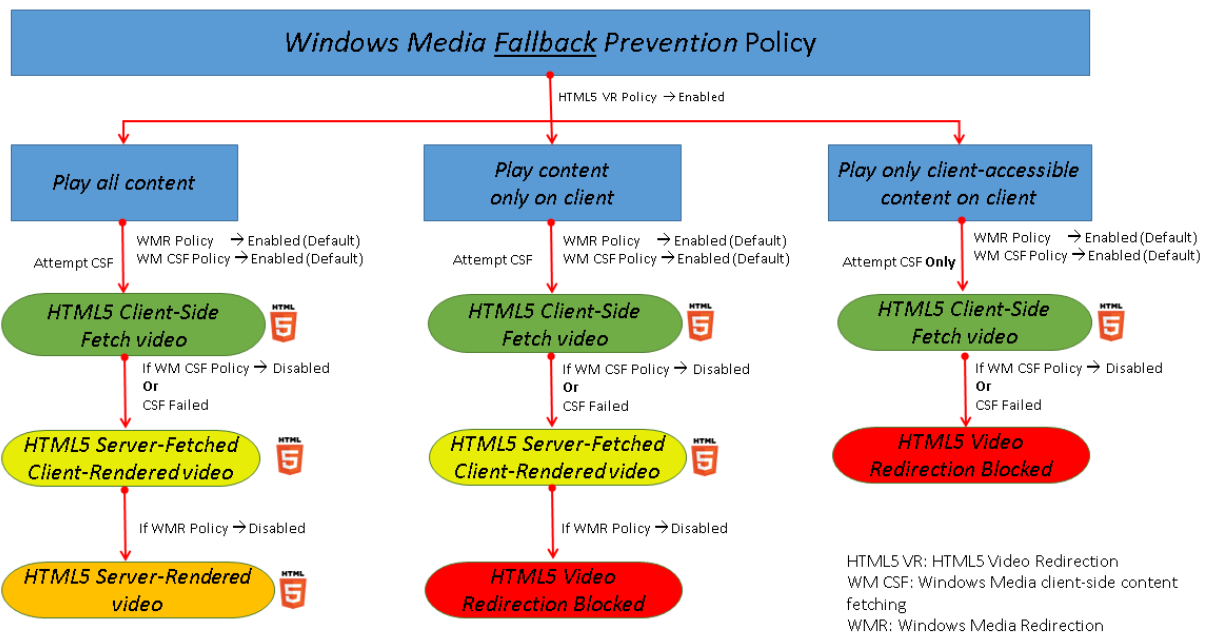 Windows Media Fallback Prevention Policy
HTML5 VR Policy → Enabled
Play all content
Play content
only on client
Play only client-accessible
content on client
Attempt CSF
WMR Policy → Enabled (Default)
WM CSF Policy → Enabled (Default)
Attempt CSF
WMR Policy → Enabled (Default)
WM CSF Policy → Enabled (Default)
Attempt CSF Only
WMR Policy → Enabled (Default)
WM CSF Policy → Enabled (Default)
HTML5 Client-Side
Fetch video
HTML
5
HTML5 Client-Side
Fetch video
HTML
5
HTML5 Client-Side
Fetch video
HTML
5
If WM CSF Policy → Disabled
Or
CSF Failed
If WM CSF Policy → Disabled
Or
CSF Failed
If WM CSF Policy → Disabled
Or
CSF Failed
HTML5 Server-Fetched
Client-Rendered video
HTML
5
HTML5 Server-Fetched
Client-Rendered video
HTML
5
HTML5 Video
Redirection Blocked
If WMR Policy → Disabled
If WMR Policy → Disabled
HTML5 Server-Rendered
video
HTML
5
HTML5 Video
Redirection Blocked
HTML5 VR: HTML5 Video Redirection
WM CSF: Windows Media client-side content
fetching
WMR: Windows Media Redirection